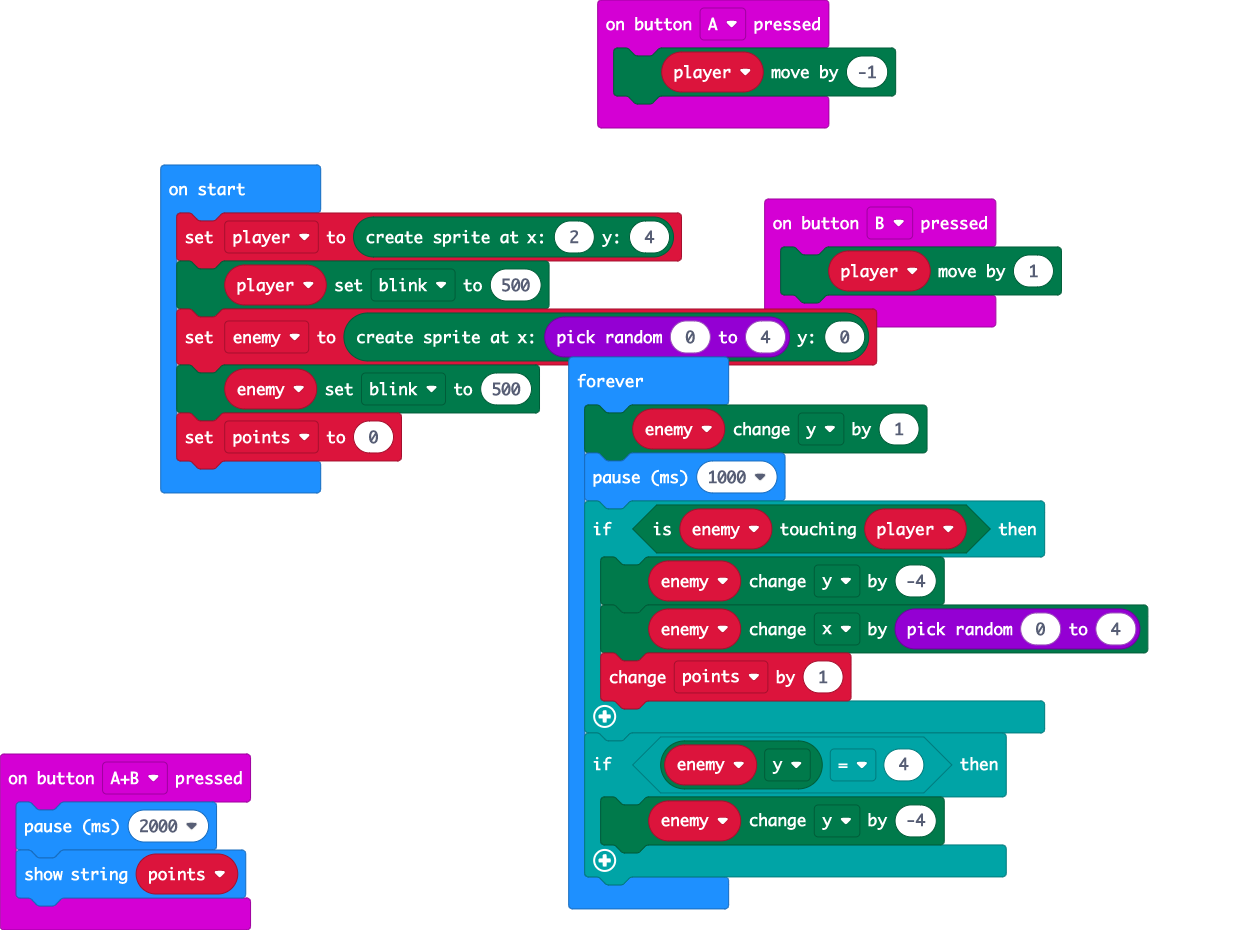 on button A pressed
player move by -1
on start
set player to create sprite at x: 2 y: 4
player set blink to 500
set enemy to create sprite at x: pick random 0 to 4 y: 0
enemy set blink to 500
set points to 0
on button B pressed
player move by 1
forever
enemy change y by 1
pause (ms) 1000
if is enemy touching player then
enemy change y by -4
enemy change x by pick random 0 to 4
change points by 1
if enemy y = 4 then
enemy change y by -4
on button A+B pressed
pause (ms) 2000
show string points